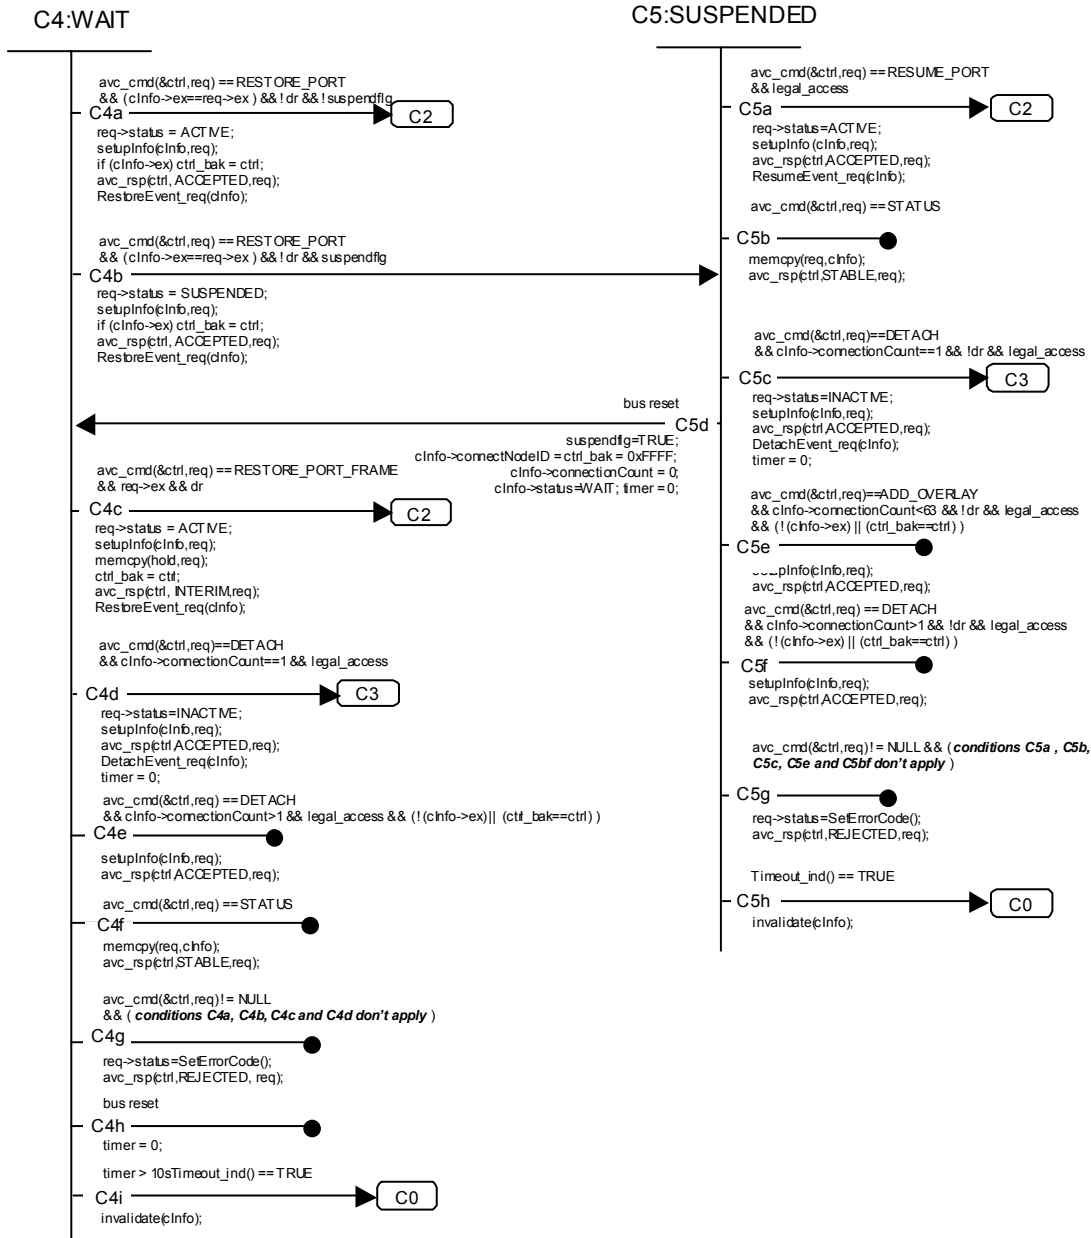 C4:WAIT
avc_cmd(&ctrl,req) == RESTORE_PORT
&& (cInfo->ex==req->ex ) && ! dr && !suspendflg
C4a
C2
req->status = ACTIVE;
setupInfo(cInfo,req);
if (cInfo->ex) ctrl_bak = ctrl;
avc_rsp(ctrl, ACCEPTED,req);
RestoreEvent_req(cInfo);
avc_cmd(&ctrl,req) == RESTORE_PORT
&& (cInfo->ex==req->ex ) && ! dr && suspendflg
C4b
req->status = SUSPENDED;
setupInfo(cInfo,req);
if (cInfo->ex) ctrl_bak = ctrl;
avc_rsp(ctrl, ACCEPTED,req);
RestoreEvent_req(cInfo);
avc_cmd(&ctrl,req) == RESTORE_PORT_FRAME
&& req->ex && dr
C4c
C2
req->status = ACTIVE;
setupInfo(cInfo,req);
memcpy(hold,req);
ctrl_bak = ctrl;
avc_rsp(ctrl, INTERIM,req);
RestoreEvent_req(cInfo);
avc_cmd(&ctrl,req)==DETACH
&& cInfo->connectionCount==1 && legal_access
C4d
C3
req->status=INACTIVE;
setupInfo(cInfo,req);
avc_rsp(ctrl,ACCEPTED,req);
DetachEvent_req(cInfo);
timer = 0;
avc_cmd(&ctrl,req) == DETACH
&& cInfo->connectionCount>1 && legal_access && (! (cInfo->ex)|| (ctrl_bak==ctrl) )
C4e
setupInfo(cInfo,req);
avc_rsp(ctrl,ACCEPTED,req);
avc_cmd(&ctrl,req) == STATUS
C4f
memcpy(req,cInfo);
avc_rsp(ctrl,STABLE,req);
avc_cmd(&ctrl,req)! = NULL
&& ( conditions C4a, C4b, C4c and C4d don't apply )
C4g
req->status=SetErrorCode();
avc_rsp(ctrl,REJECTED, req);
bus reset
C4h
timer = 0;
timer > 10sTimeout_ind() == TRUE
C4i
C0
invalidate(cInfo);
C5:SUSPENDED
avc_cmd(&ctrl,req) == RESUME_PORT
&& legal_access
C5a
C2
req->status=ACTIVE;
setupInfo (cInfo,req);
avc_rsp(ctrl,ACCEPTED,req);
ResumeEvent_req(cInfo);
avc_cmd(&ctrl,req) == STATUS
C5b
memcpy(req,cInfo);
avc_rsp(ctrl,STABLE,req);
avc_cmd(&ctrl,req)==DETACH
&& cInfo->connectionCount==1 && !dr && legal_access
C5c
C3
req->status=INACTIVE;
setupInfo(cInfo,req);
avc_rsp(ctrl,ACCEPTED,req);
DetachEvent_req(cInfo);
timer = 0;
bus reset
C5d
suspendflg=TRUE;
cInfo->connectNodeID = ctrl_bak = 0xFFFF;
cInfo->connectionCount = 0;
cInfo->status=WAIT; timer = 0;
avc_cmd(&ctrl,req)==ADD_OVERLAY
&& cInfo->connectionCount<63 && ! dr && legal_access
&& (! (cInfo->ex) || (ctrl_bak==ctrl) )
C5e
setupInfo(cInfo,req);
avc_rsp(ctrl,ACCEPTED,req);
avc_cmd(&ctrl,req) == DETACH
&& cInfo->connectionCount>1 && !dr && legal_access
&& (! (cInfo->ex) || (ctrl_bak==ctrl) )
C5f
setupInfo(cInfo,req);
avc_rsp(ctrl,ACCEPTED,req);
avc_cmd(&ctrl,req)! = NULL && ( conditions C5a , C5b,
C5c, C5e and C5bf don't apply )
C5g
req->status=SetErrorCode();
avc_rsp(ctrl,REJECTED,req);
Timeout_ind() == TRUE
C5h
C0
invalidate(cInfo);